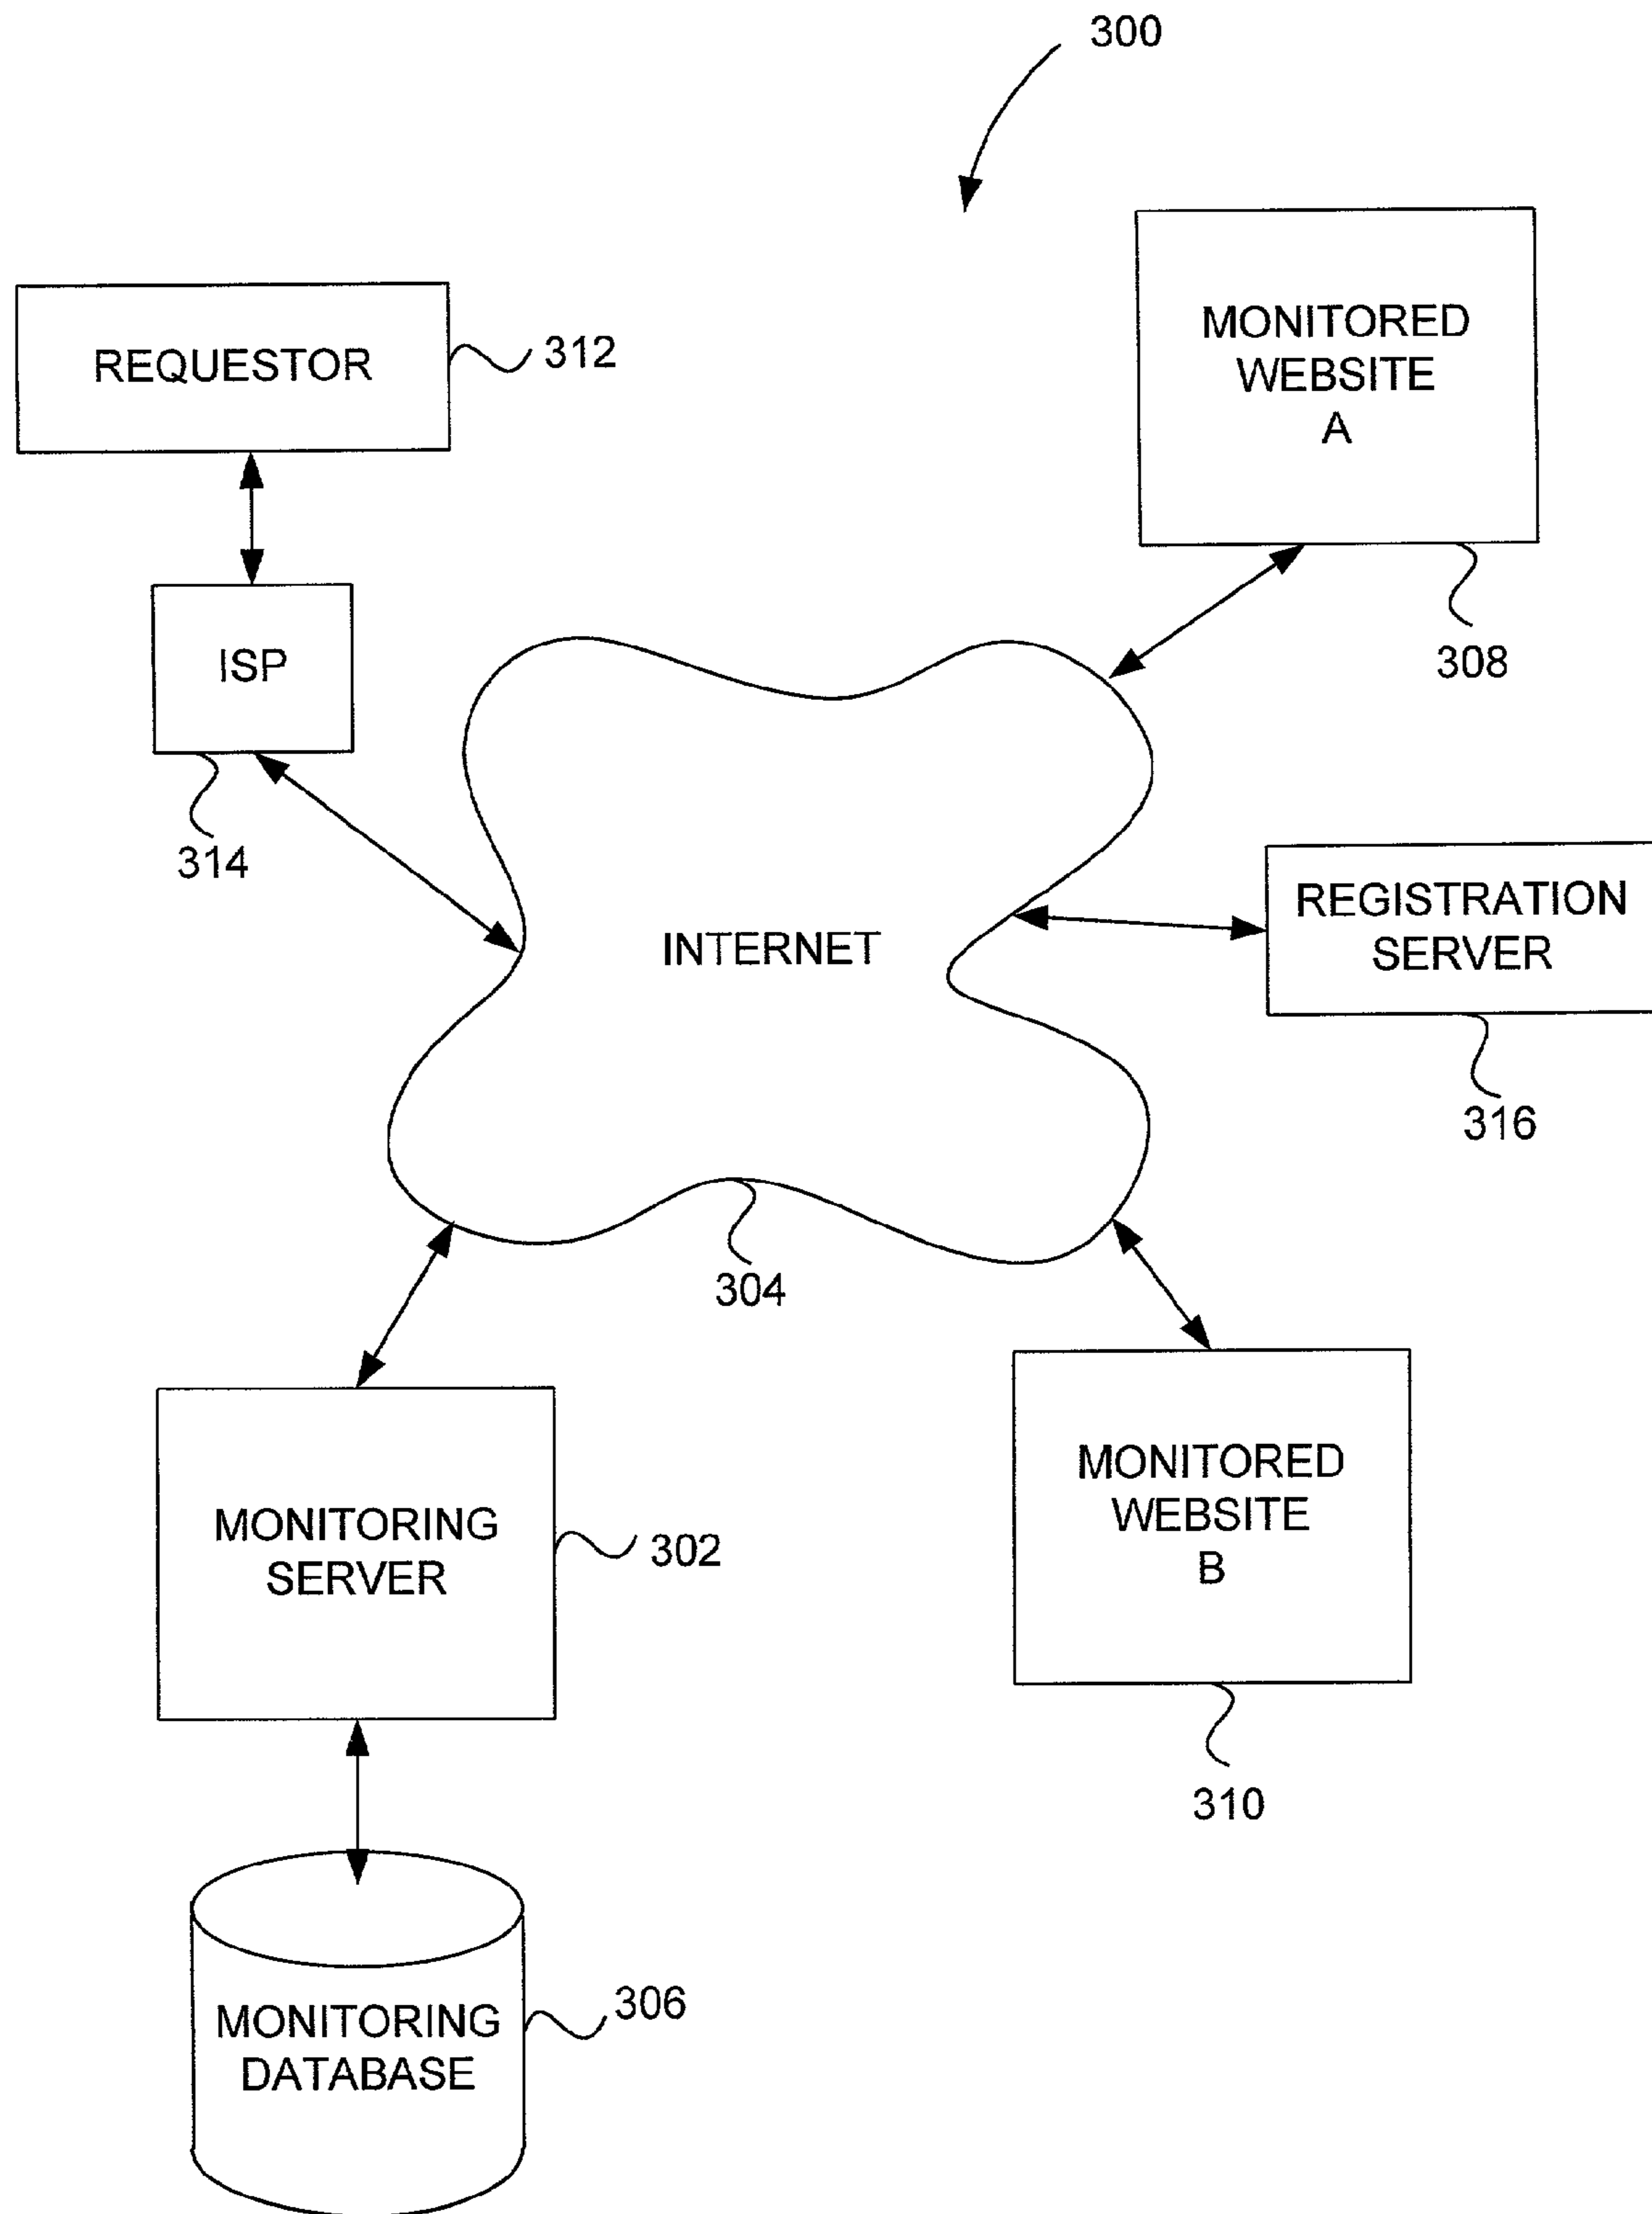 300
REQUESTOR
312
MONITORED
WEBSITE
A
308
ISP
314
INTERNET
304
REGISTRATION
SERVER
316
MONITORING
SERVER
302
MONITORED
WEBSITE
B
310
MONITORING
DATABASE
306